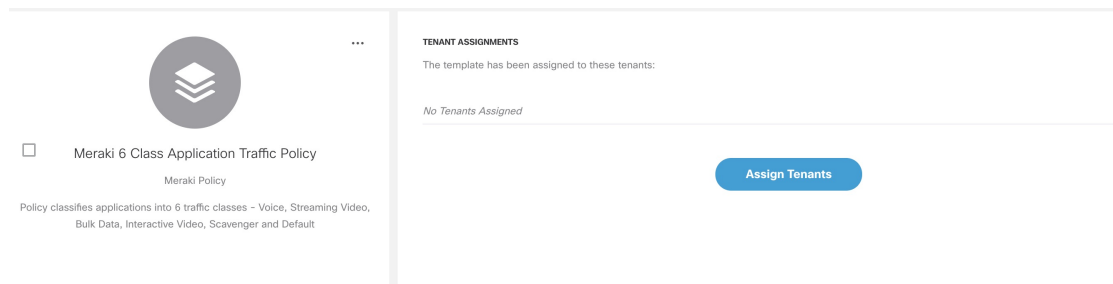 Meraki 6 Class Application Traffic Policy
Meraki Policy
Policy classifies applications into 6 traffic classes - Voice, Streaming Video,
Bulk Data, Interactive Video, Scavenger and Default
TENANT ASSIGNMENTS
The template has been assigned to these tenants:
No Tenants Assigned
Assign Tenants